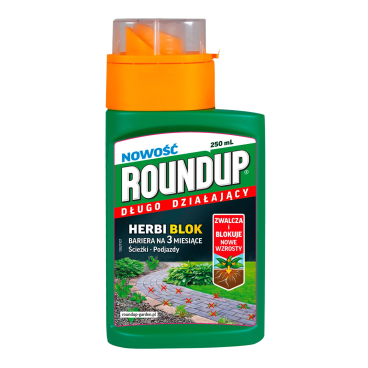 NOWOŚĆ
250 mL
ROUNDUP®
DŁUGO DZIAŁAJĄCY
HERBI BLOK
BARIERA NA 3 MIESIĄCE
Ścieżki - Podjazdy
ZWALCZA
i
BLOKUJE
NOWE
WZROSTY
roundup-garden.pl